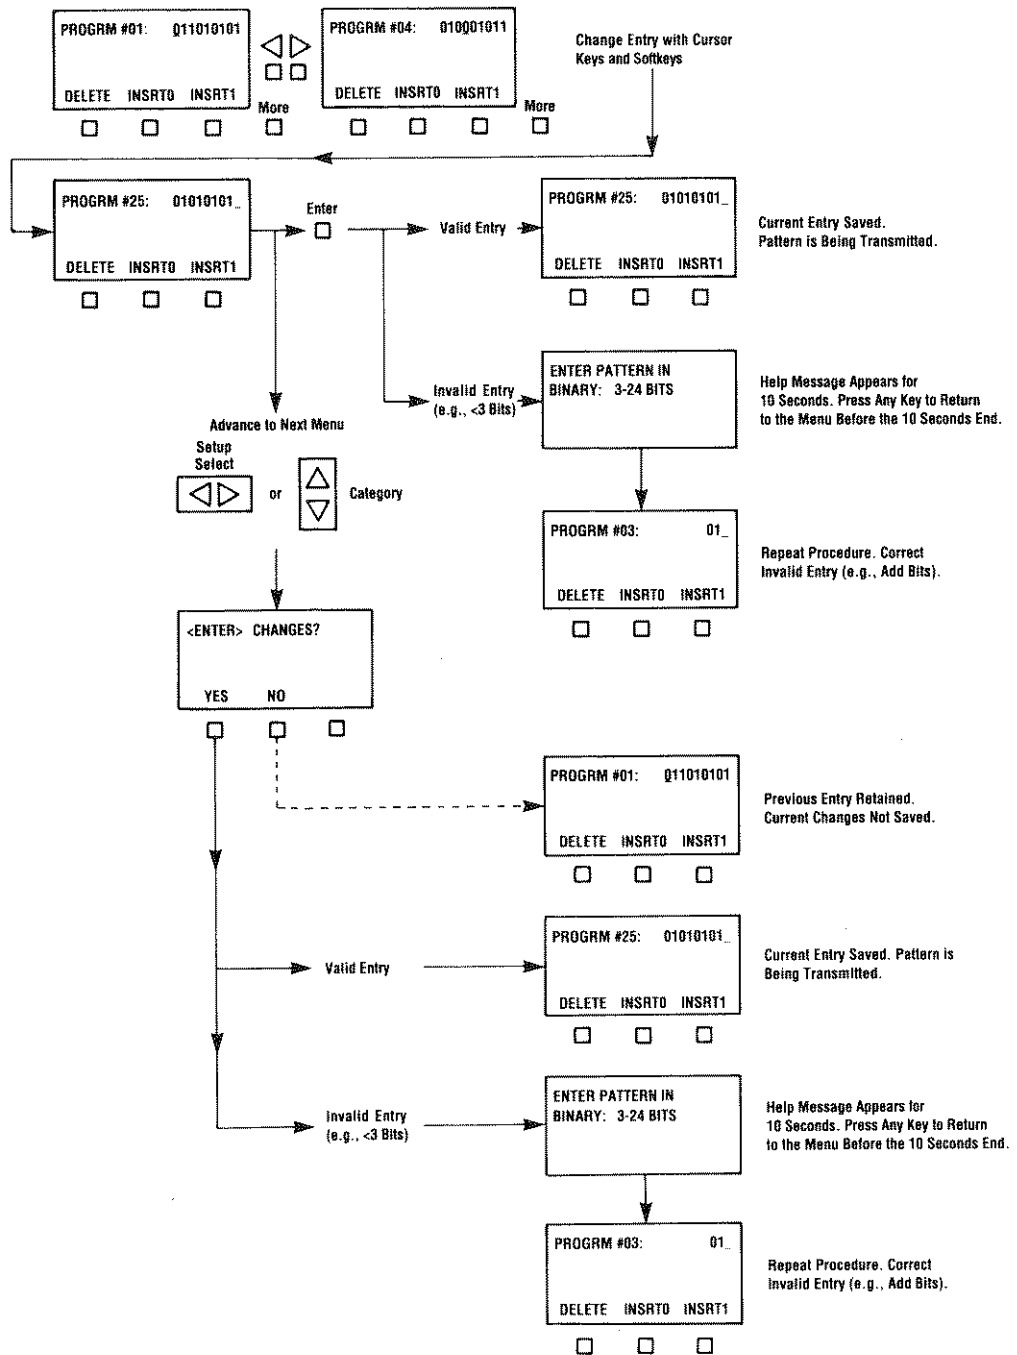 PROGRM #01: 011010101
DELETE INSRT0 INSRT1
More
PROGRM #04: 010001011
DELETE INSRT0 INSRT1
More
Change Entry with Cursor
Keys and Softkeys
PROGRM #25: 01010101_
DELETE INSRT0 INSRT1
Enter
Valid Entry
PROGRM #25: 01010101_
DELETE INSRT0 INSRT1
Current Entry Saved.
Pattern is Being Transmitted.
Invalid Entry
(e.g., <3 Bits)
ENTER PATTERN IN
BINARY: 3-24 BITS
Help Message Appears for
10 Seconds. Press Any Key to Return
to the Menu Before the 10 Seconds End.
Advance to Next Menu
Setup
Select
or
Category
PROGRM #03: 01_
DELETE INSRT0 INSRT1
Repeat Procedure. Correct
Invalid Entry (e.g., Add Bits).
<ENTER> CHANGES?
YES NO
PROGRM #01: 011010101
DELETE INSRT0 INSRT1
Previous Entry Retained.
Current Changes Not Saved.
Valid Entry
PROGRM #25: 01010101_
DELETE INSRT0 INSRT1
Current Entry Saved. Pattern is
Being Transmitted.
Invalid Entry
(e.g., <3 Bits)
ENTER PATTERN IN
BINARY: 3-24 BITS
Help Message Appears for
10 Seconds. Press Any Key to Return
to the Menu Before the 10 Seconds End.
PROGRM #03: 01_
DELETE INSRT0 INSRT1
Repeat Procedure. Correct
Invalid Entry (e.g., Add Bits).